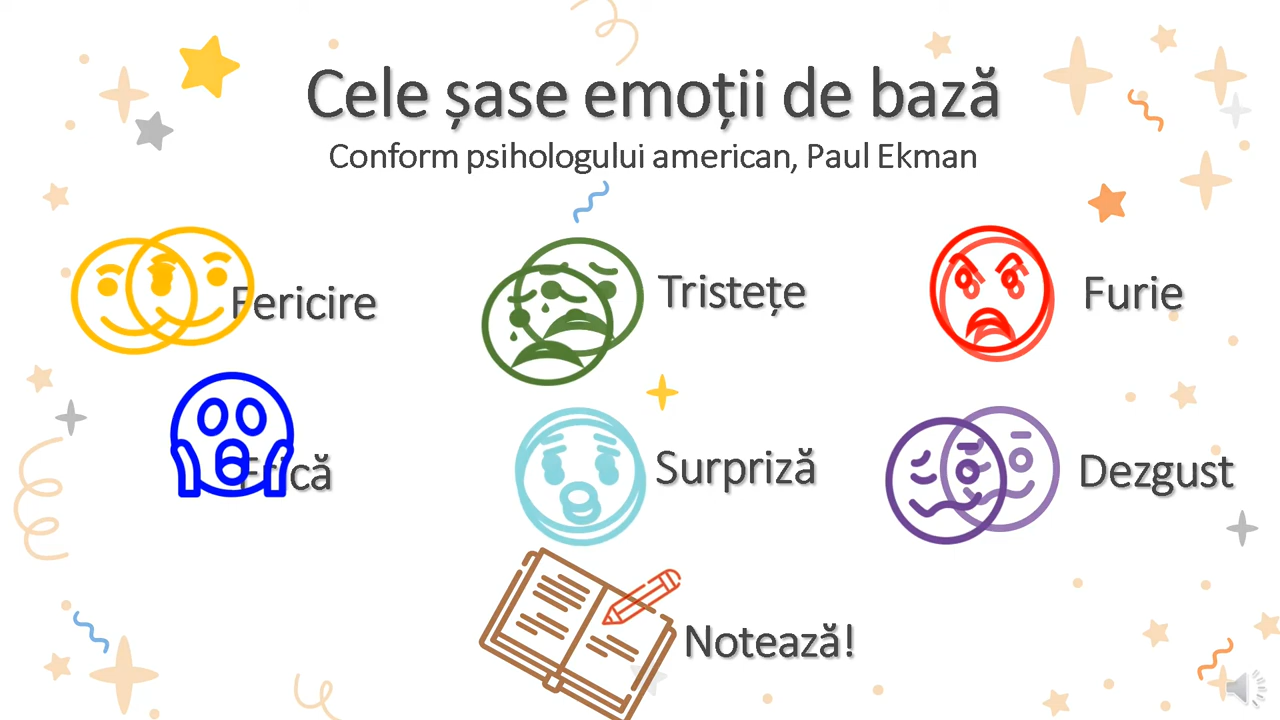 Cele șase emoții de bază
Conform psihologului american, Paul Ekman
Fericire
Tristețe
Furie
Frică
Surpriză
Dezgust
Notează!